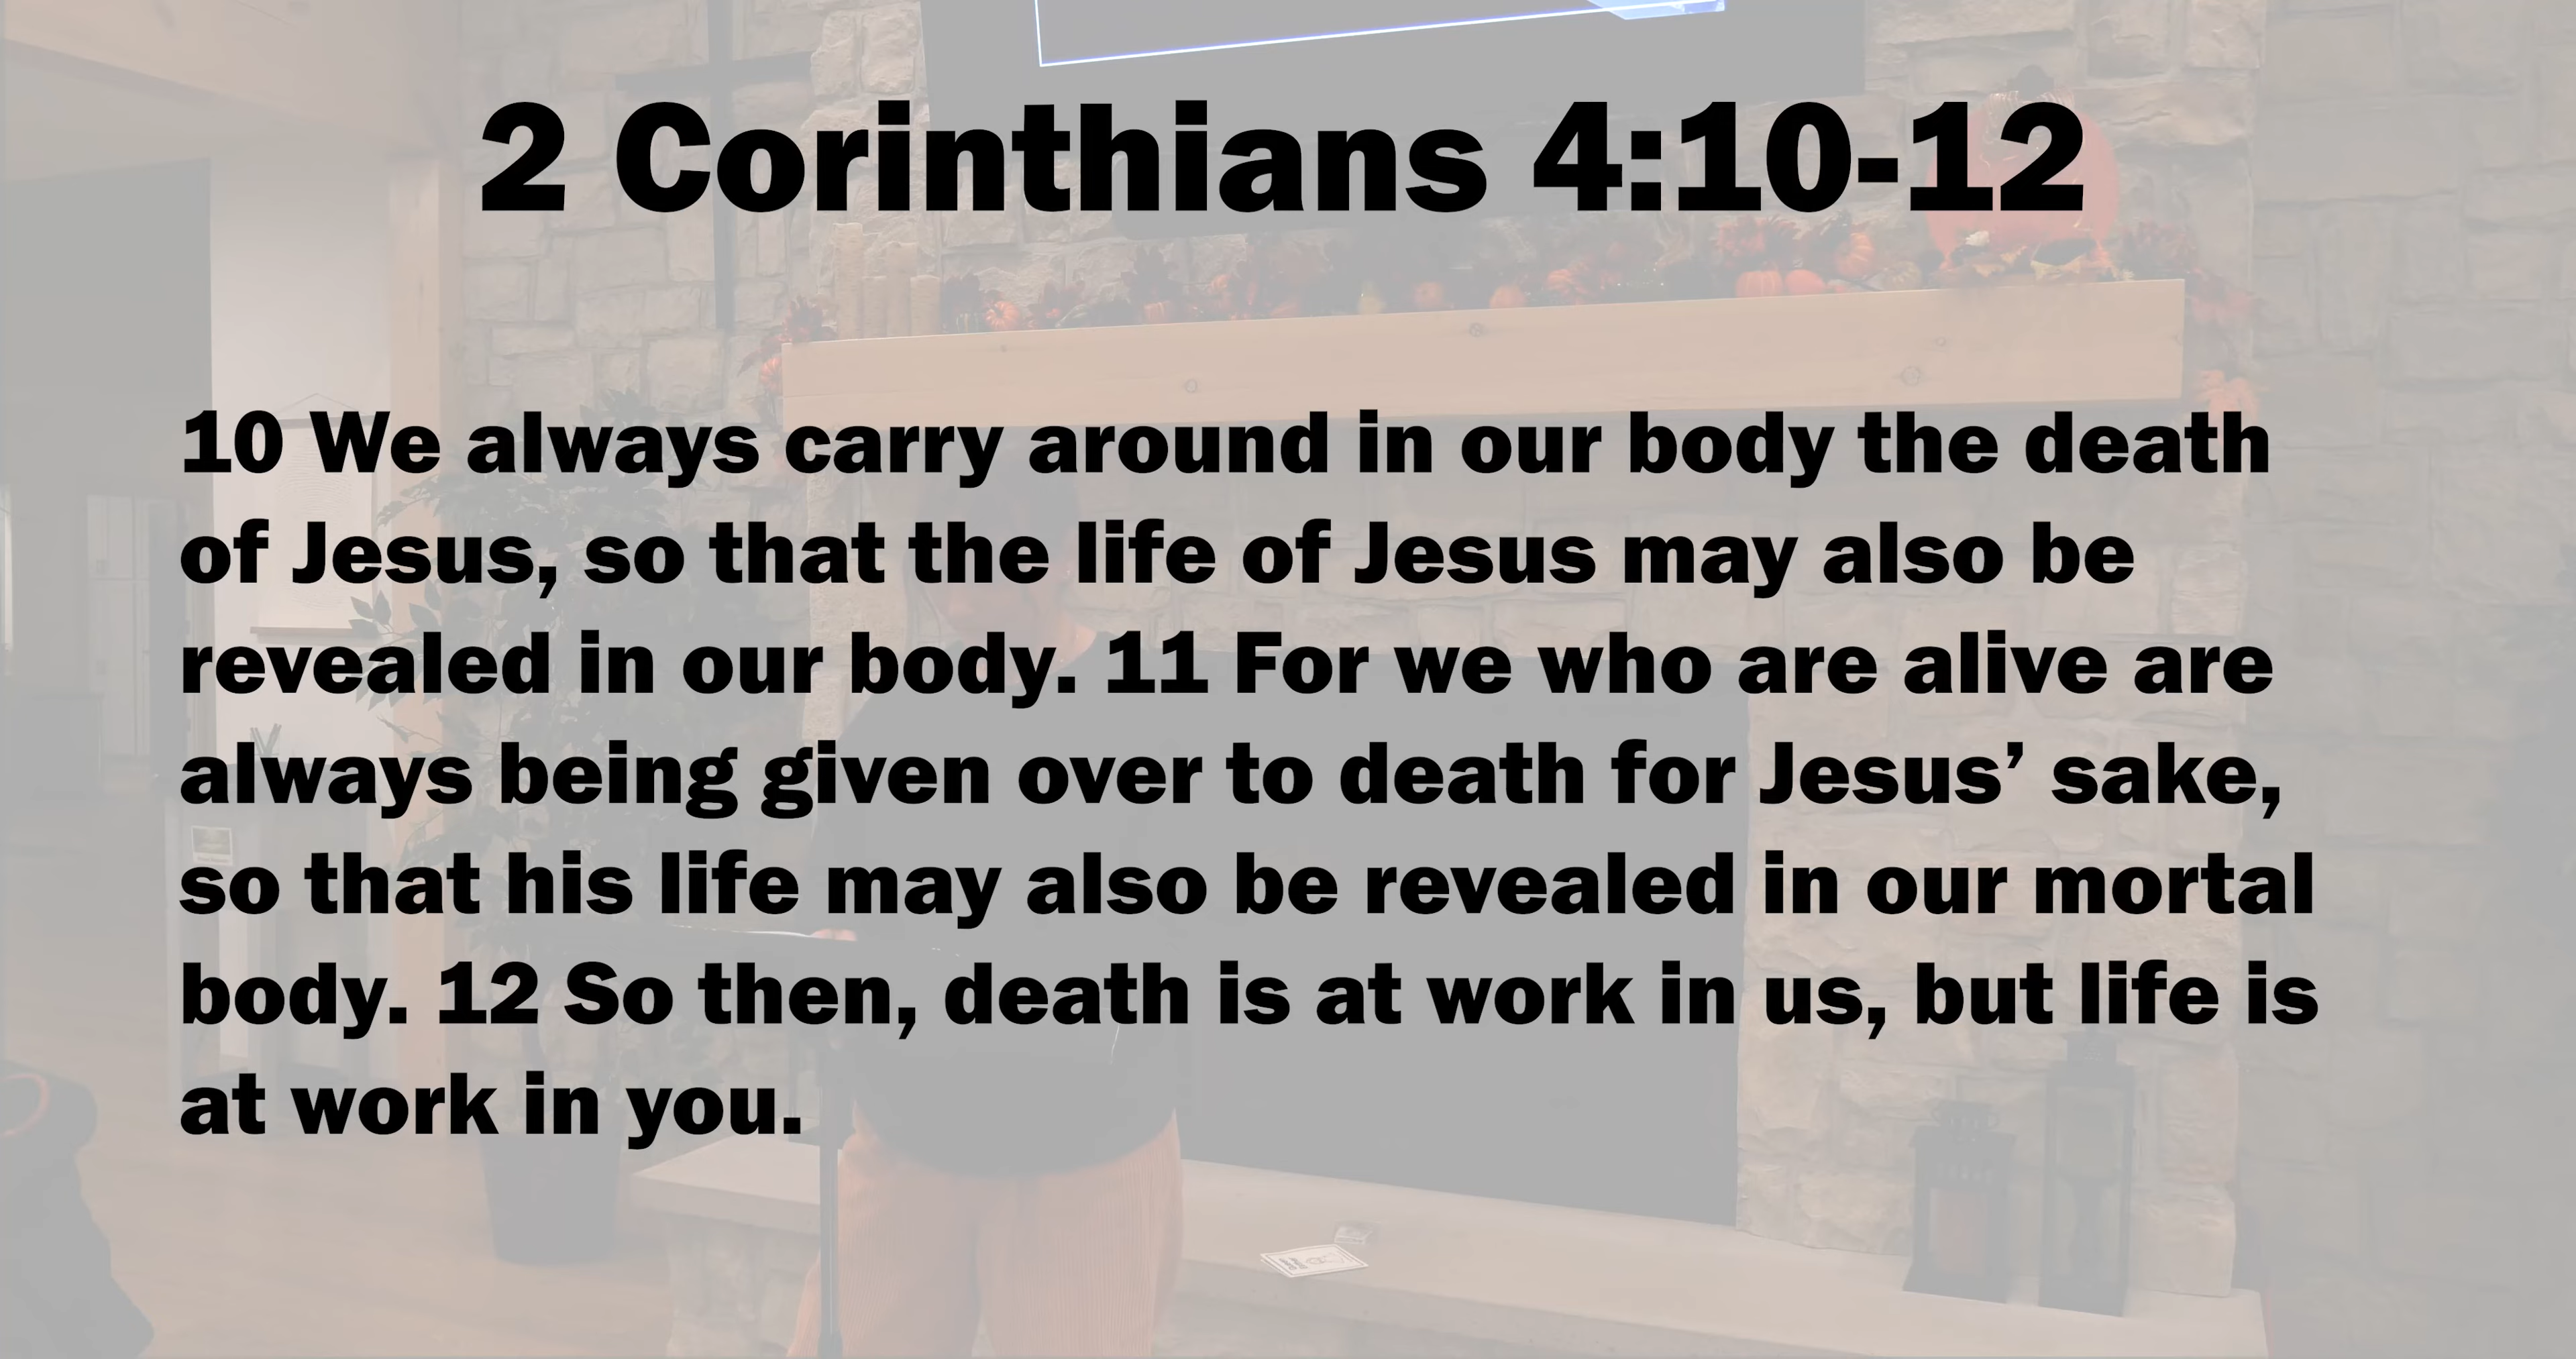 2 Corinthians 4:10-12
10 We always carry around in our body the death
of Jesus, so that the life of Jesus may also be
revealed in our body. 11 For we who are alive are
always being given over to death for Jesus’ sake,
so that his life may also be revealed in our mortal
body. 12 So then, death is at work in us, but life is
at work in you.